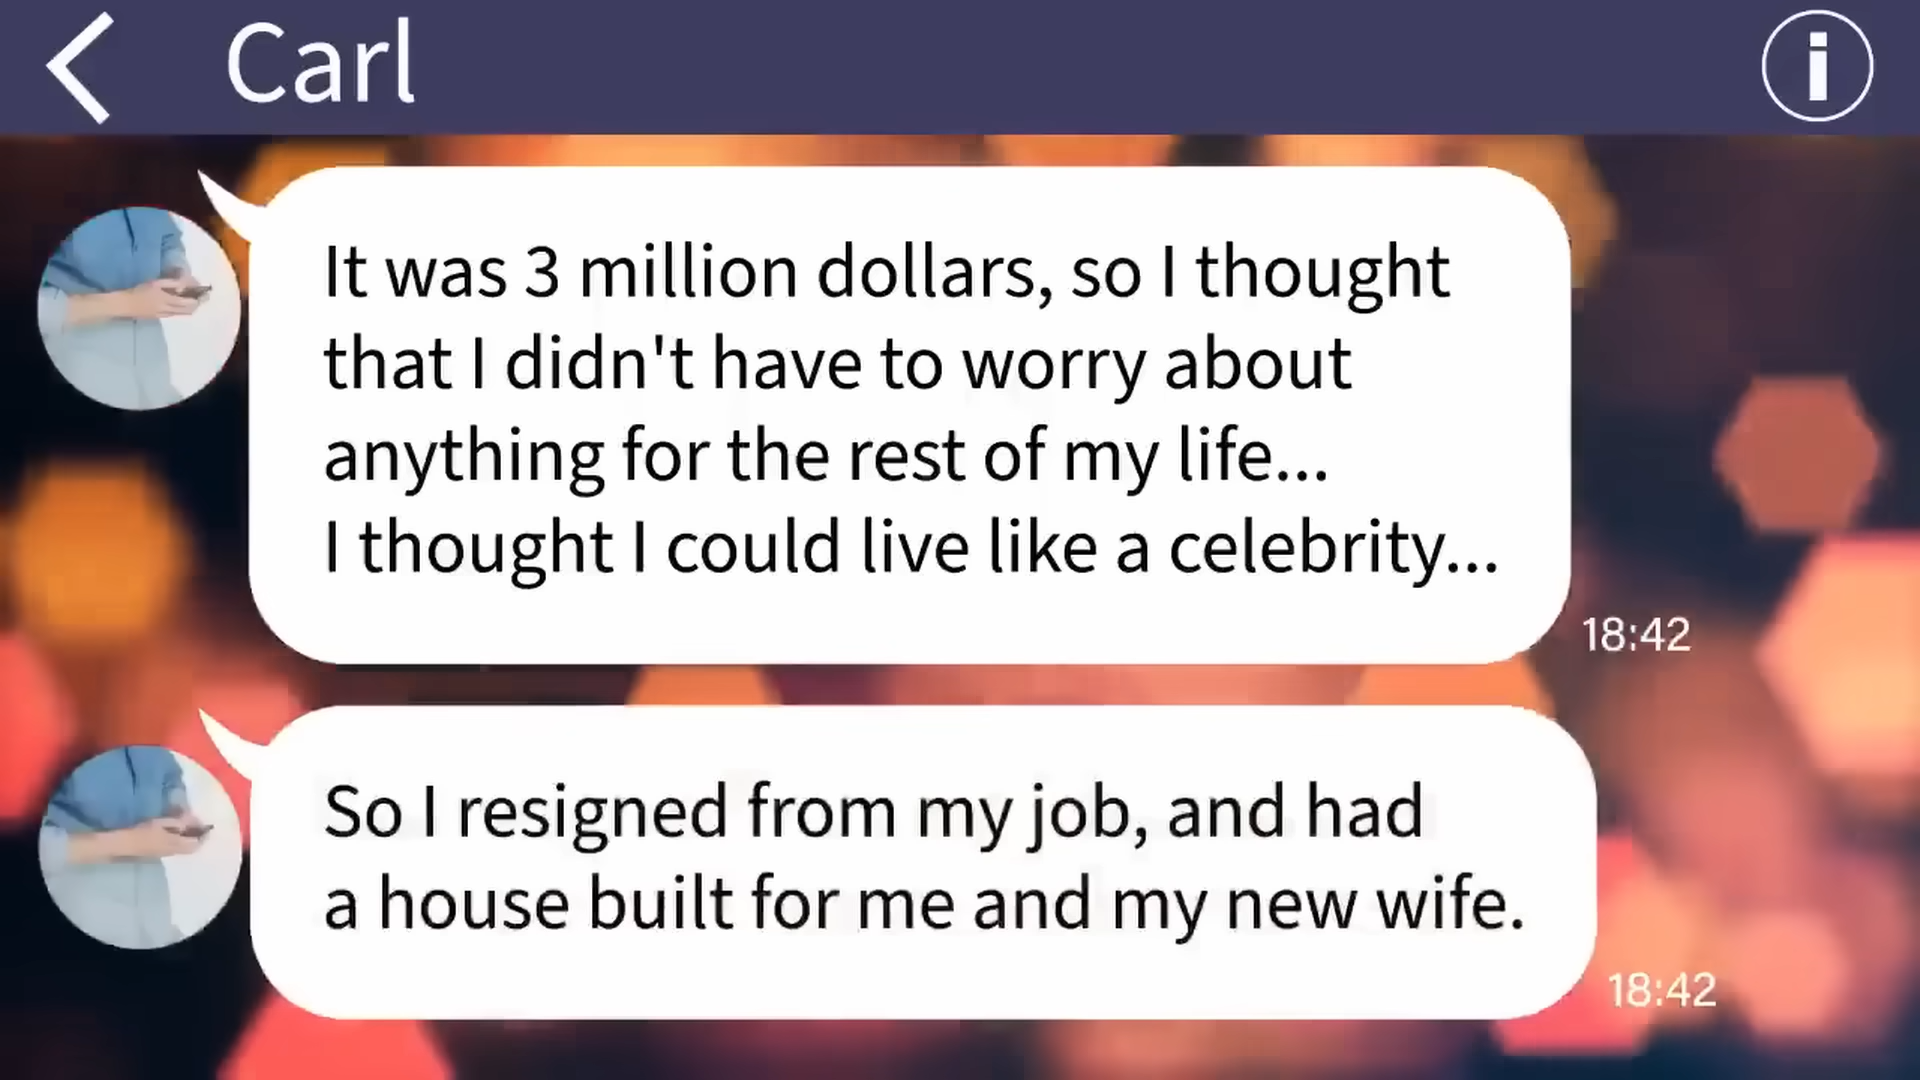 Carl
It was 3 million dollars, so I thought
that I didn't have to worry about
anything for the rest of my life...
I thought I could live like a celebrity...
18:42
So I resigned from my job, and had
a house built for me and my new wife.
18:42